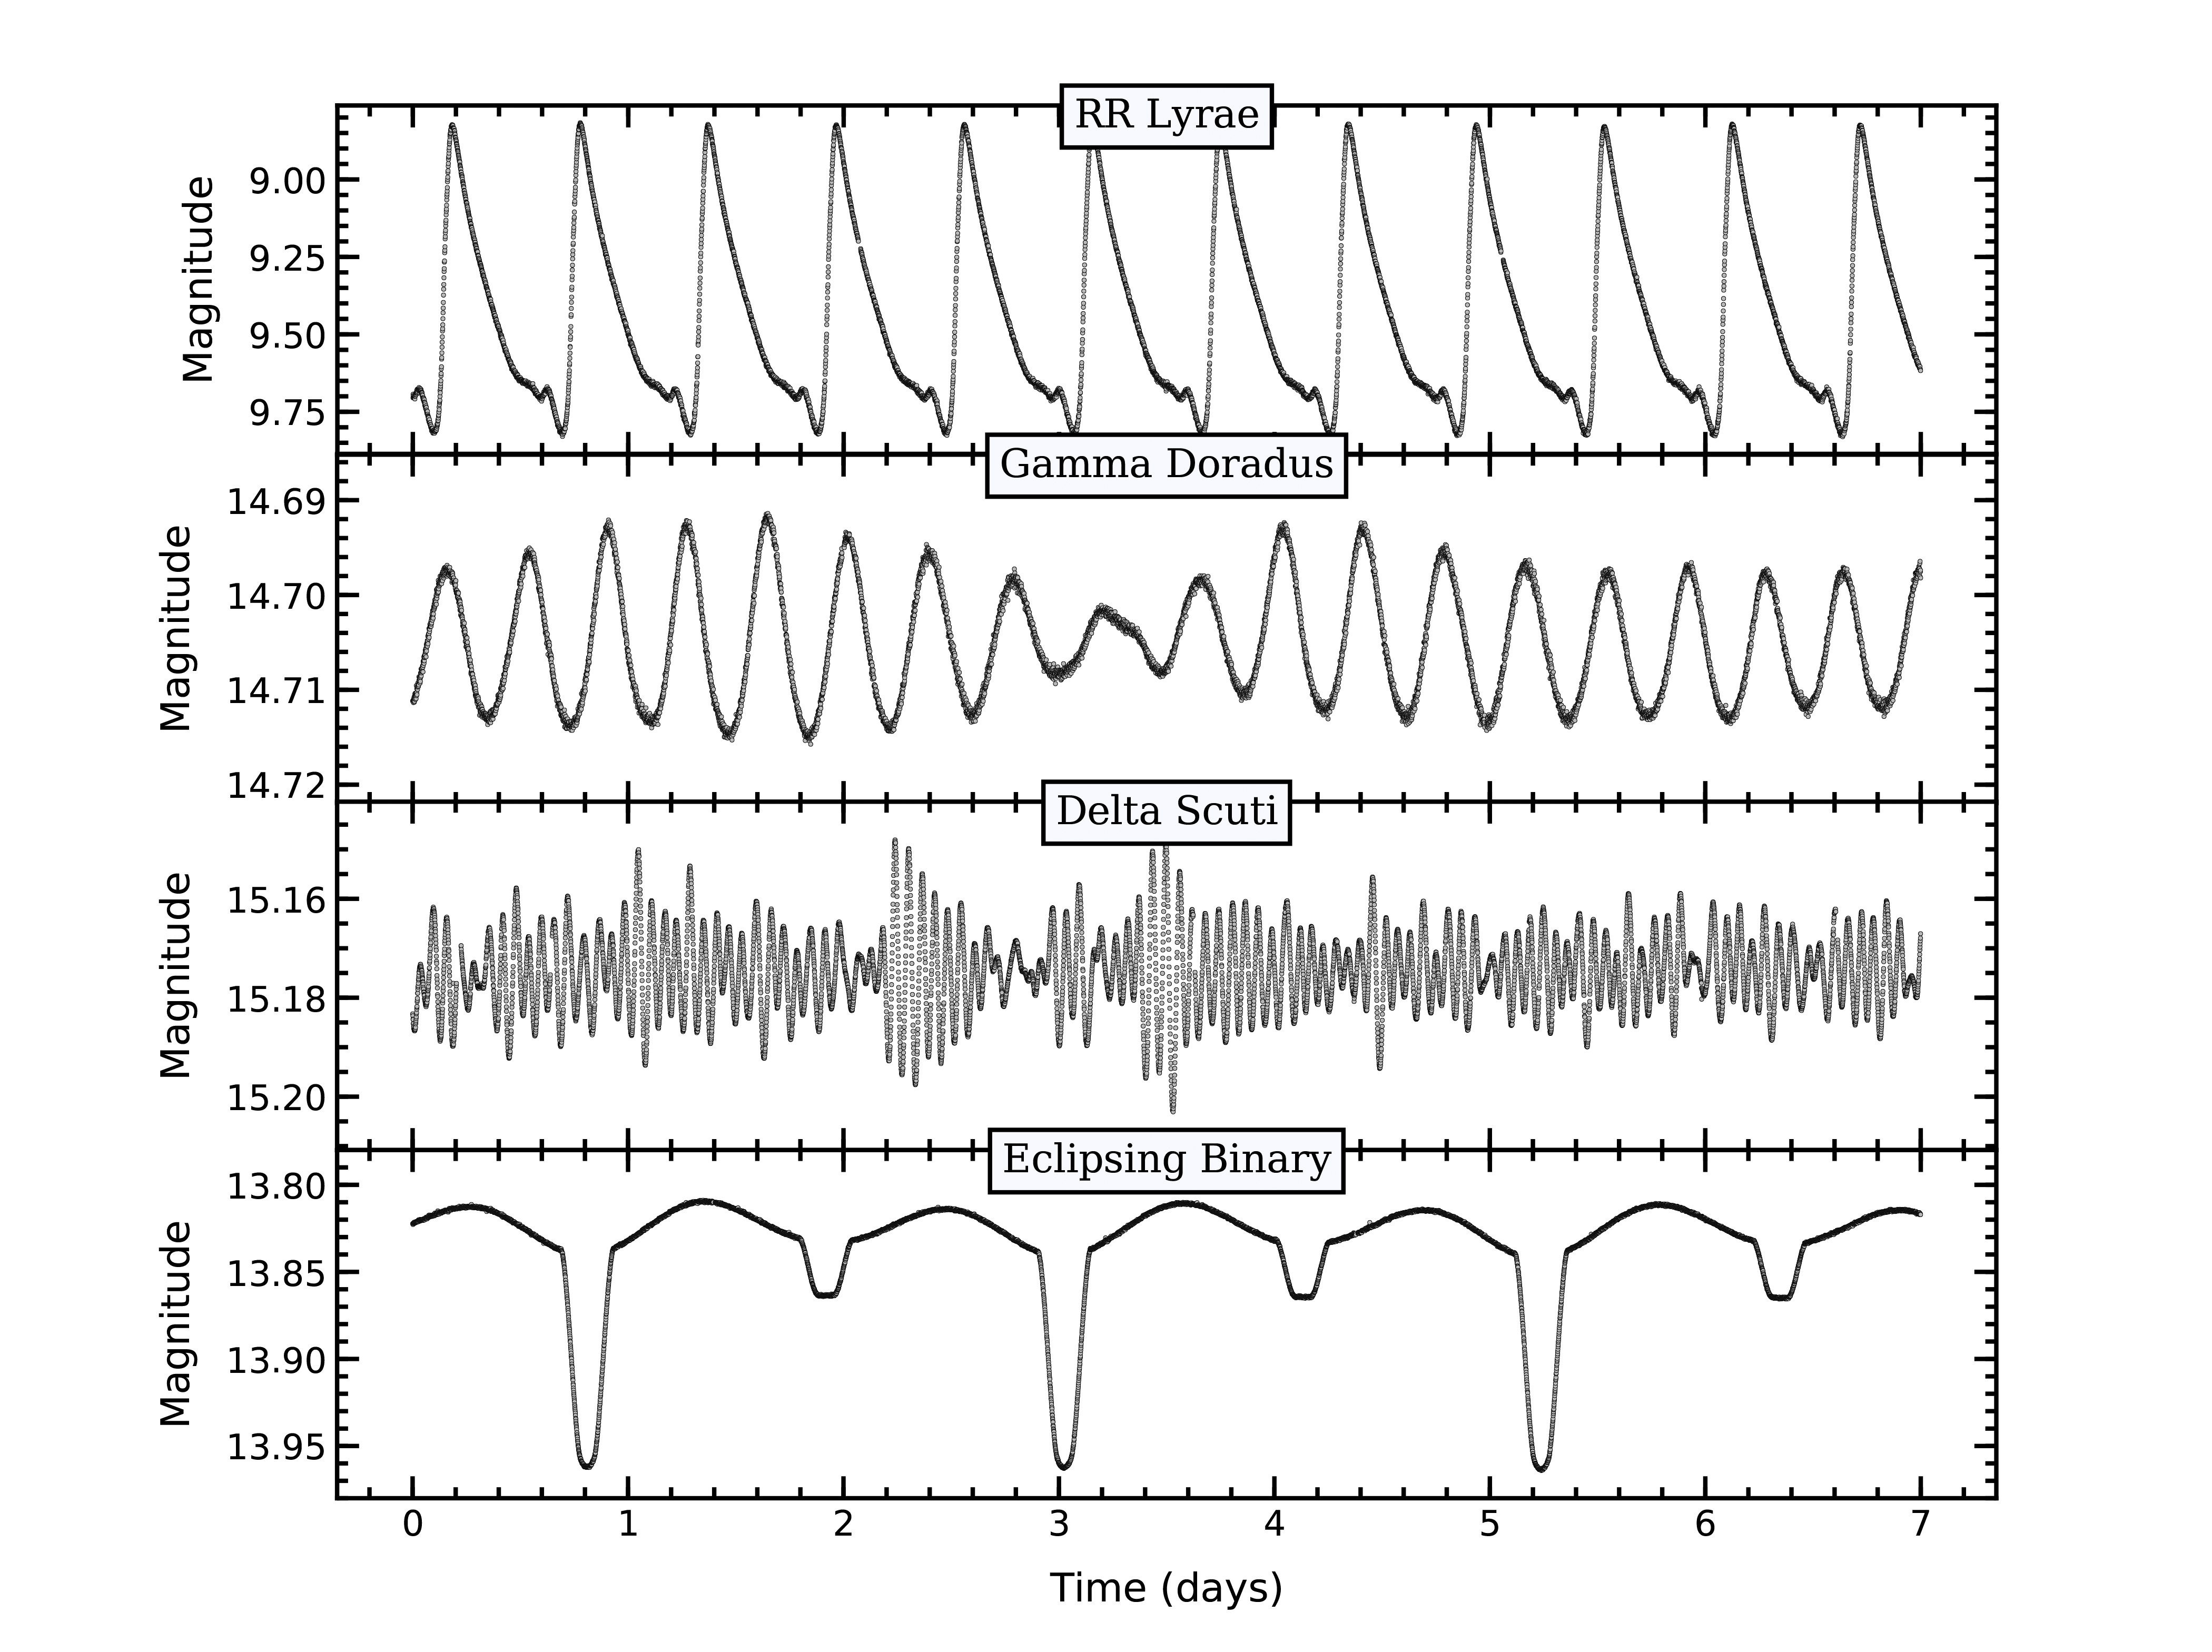 RR Lyrae
Magnitude
9.00
9.25
9.50
9.75
Gamma Doradus
Magnitude
14.69
14.70
14.71
14.72
Delta Scuti
Magnitude
15.16
15.18
15.20
Eclipsing Binary
Magnitude
13.80
13.85
13.90
13.95
0 1 2 3 4 5 6 7
Time (days)